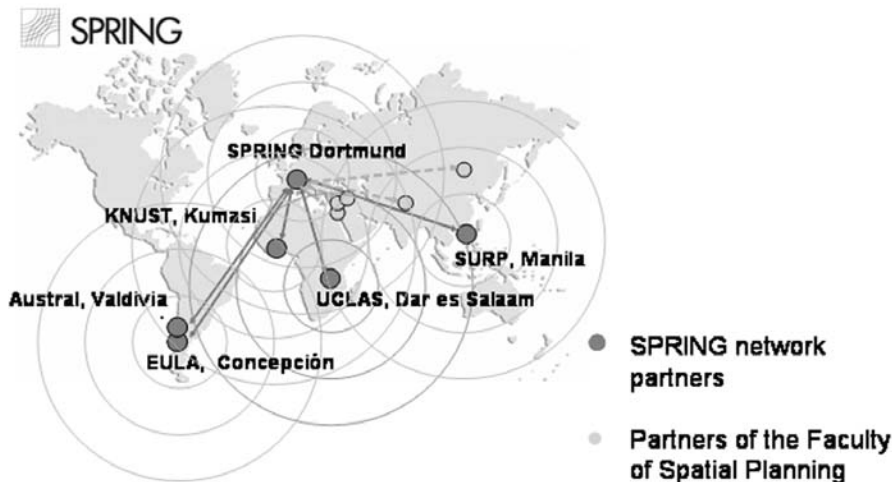 SPRING
SPRING Dortmund
KNUST, Kumasi
SURP, Manila
Austral, Valdivia
UCLAS, Dar es Salaam
EULA, Concepción
SPRING network
partners
Partners of the Faculty
of Spatial Planning